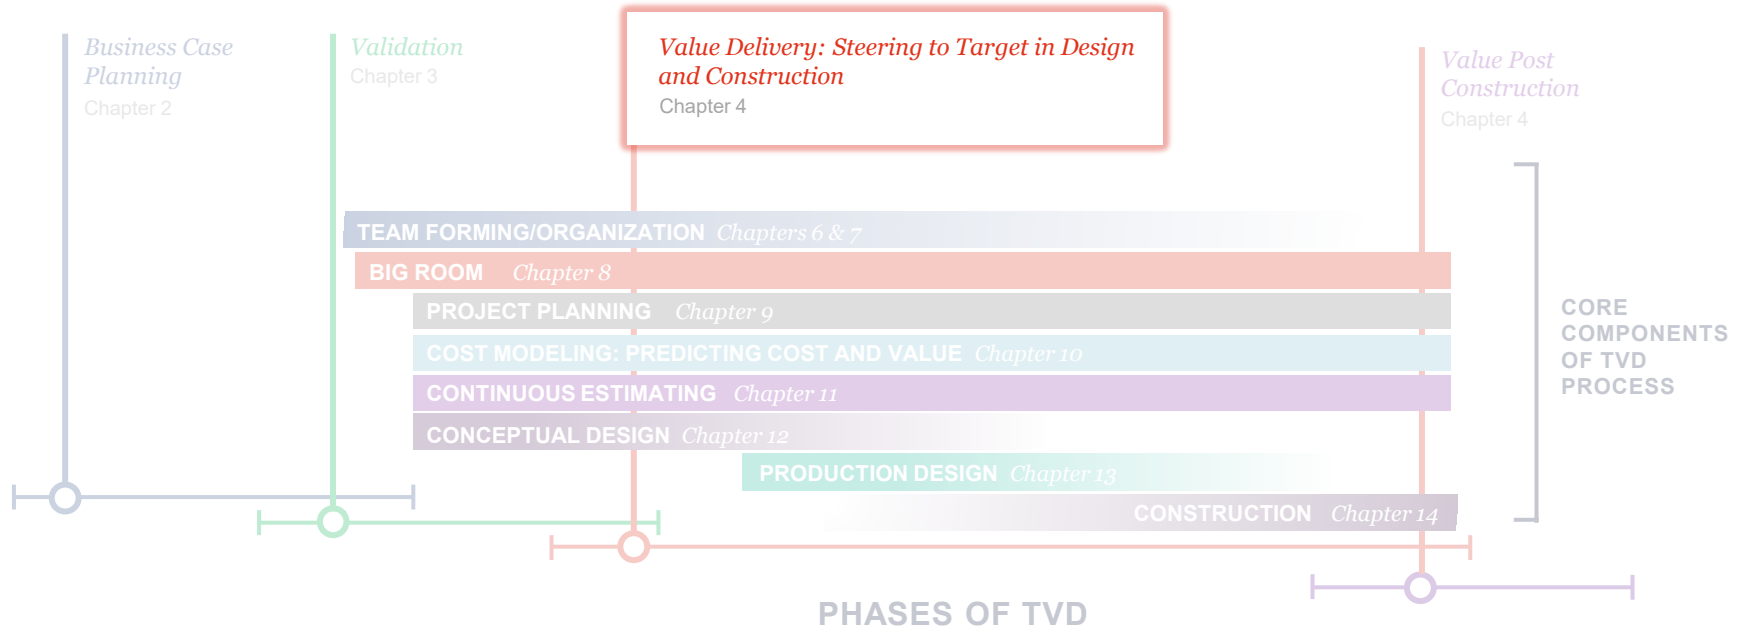 Business Case
Planning
Chapter 2
Validation
Chapter 3
Value Delivery: Steering to Target in Design
and Construction
Chapter 4
Value Post
Construction
Chapter 4
TEAM FORMING/ORGANIZATION Chapters 6 & 7
BIG ROOM Chapter 8
PROJECT PLANNING Chapter 9
COST MODELING: PREDICTING COST AND VALUE Chapter 10
CONTINUOUS ESTIMATING Chapter 11
CONCEPTUAL DESIGN Chapter 12
PRODUCTION DESIGN Chapter 13
CONSTRUCTION Chapter 14
CORE
COMPONENTS
OF TVD
PROCESS
PHASES OF TVD